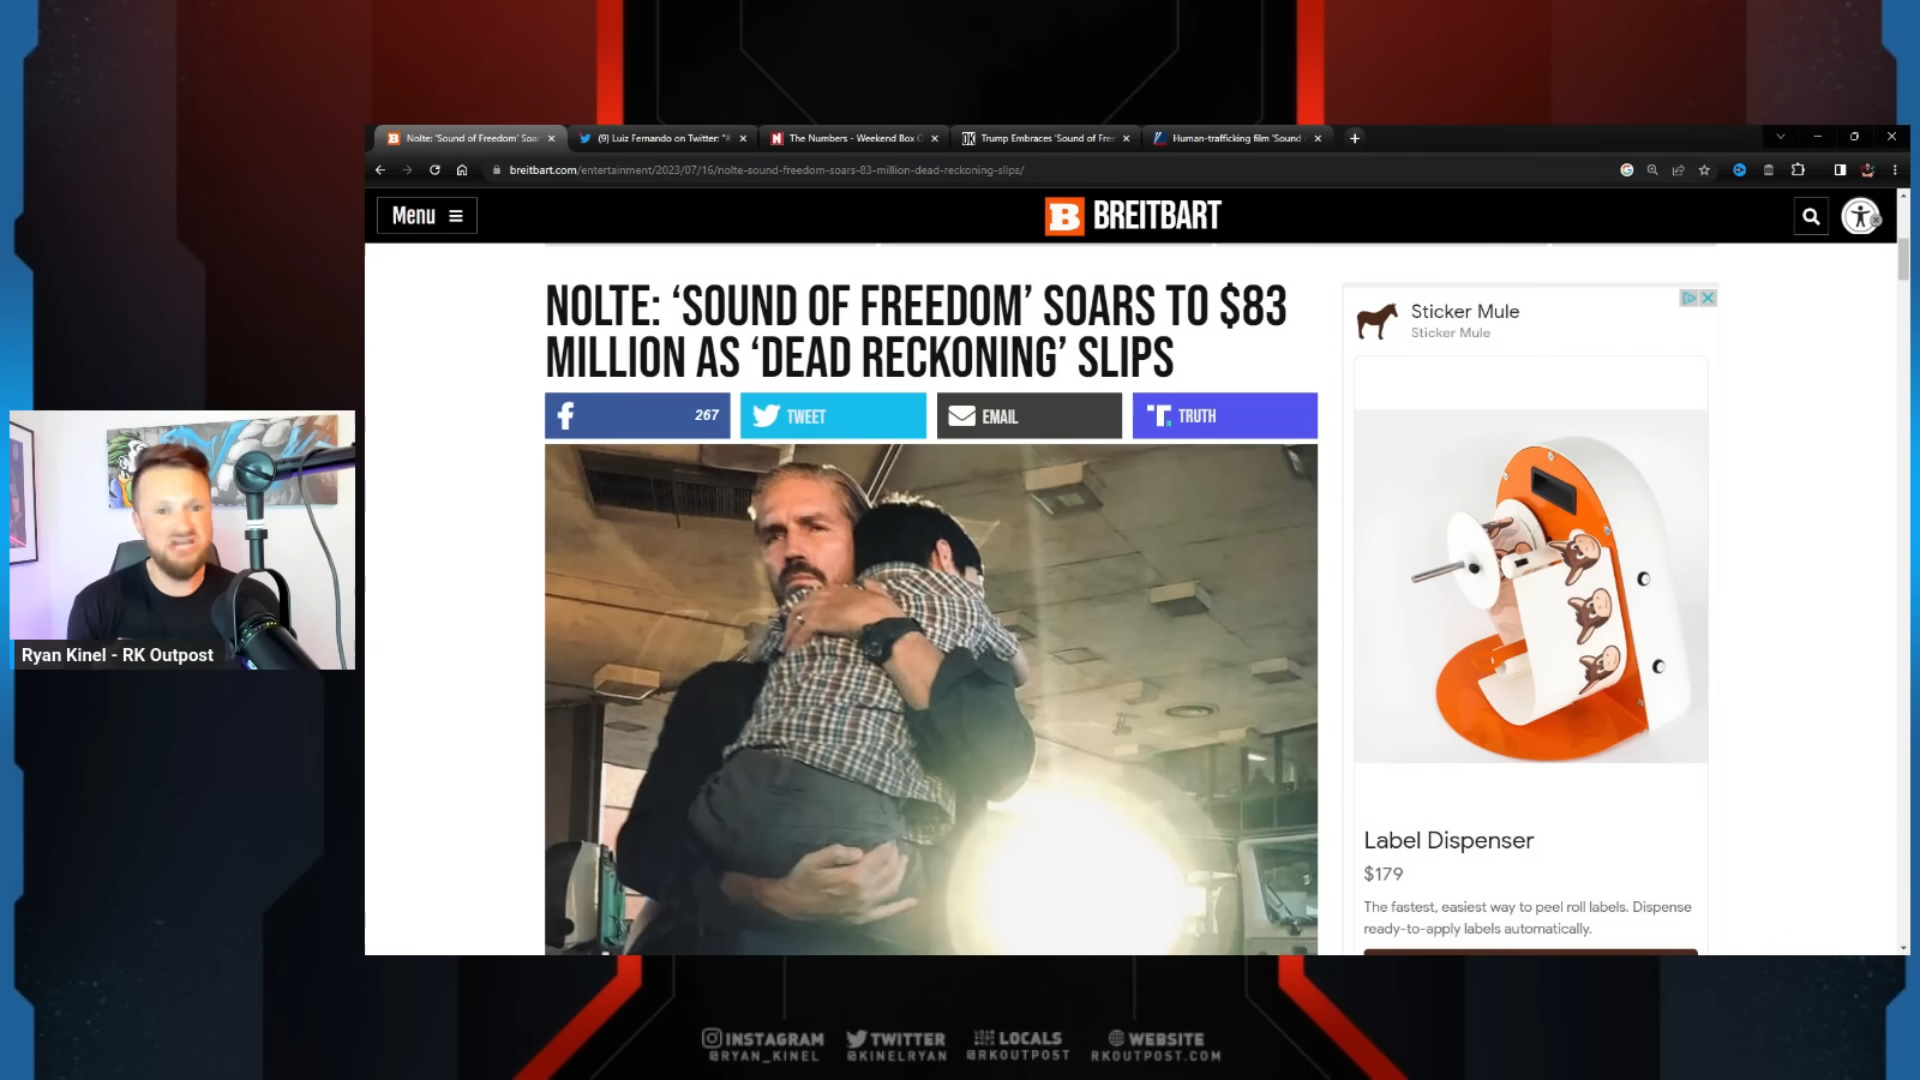 Nolte: 'Sound of Freedom' Soa
(9) Luiz Fernando on Twitter: "#
The Numbers - Weekend Box O
Trump Embraces 'Sound of Free
Human-trafficking film 'Sound
breitbart.com/entertainment/2023/07/16/nolte-sound-freedom-soars-83-million-dead-reckoning-slips/
Menu
B BREITBART
NOLTE: ‘SOUND OF FREEDOM’ SOARS TO $83
MILLION AS ‘DEAD RECKONING’ SLIPS
267
TWEET
EMAIL
TRUTH
Sticker Mule
Sticker Mule
Label Dispenser
$179
The fastest, easiest way to peel roll labels. Dispense
ready-to-apply labels automatically.
Ryan Kinel - RK Outpost
INSTAGRAM
@RYAN_KINEL
TWITTER
@KINELRYAN
LOCALS
@RKOUTPOST
WEBSITE
RKOUTPOST.COM